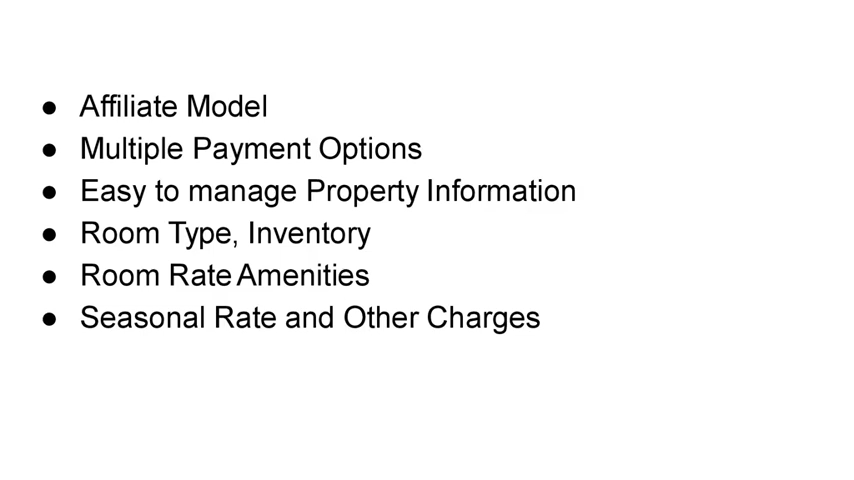 ● Affiliate Model
● Multiple Payment Options
● Easy to manage Property Information
● Room Type, Inventory
● Room Rate Amenities
● Seasonal Rate and Other Charges